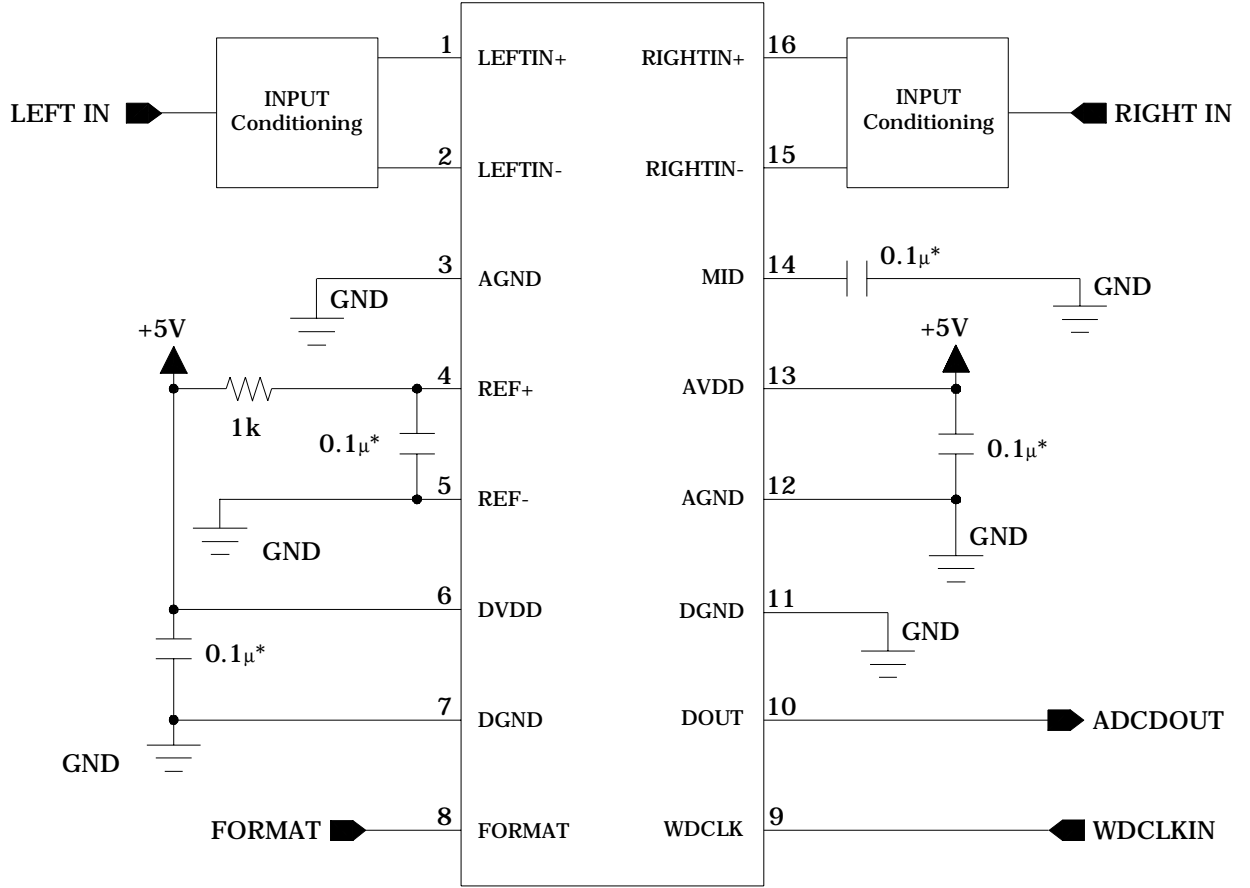 1
LEFTIN+
RIGHTIN+
16
LEFT IN
INPUT
Conditioning
INPUT
Conditioning
RIGHT IN
2
LEFTIN-
RIGHTIN-
15
3
AGND
MID
14
0.1µ*
GND
GND
+5V
+5V
4
REF+
AVDD
13
1k
0.1µ*
0.1µ*
5
REF-
AGND
12
GND
GND
6
DVDD
DGND
11
GND
0.1µ*
7
DGND
DOUT
10
ADCDOUT
GND
FORMAT
8
FORMAT
WDCLK
9
WDCLKIN